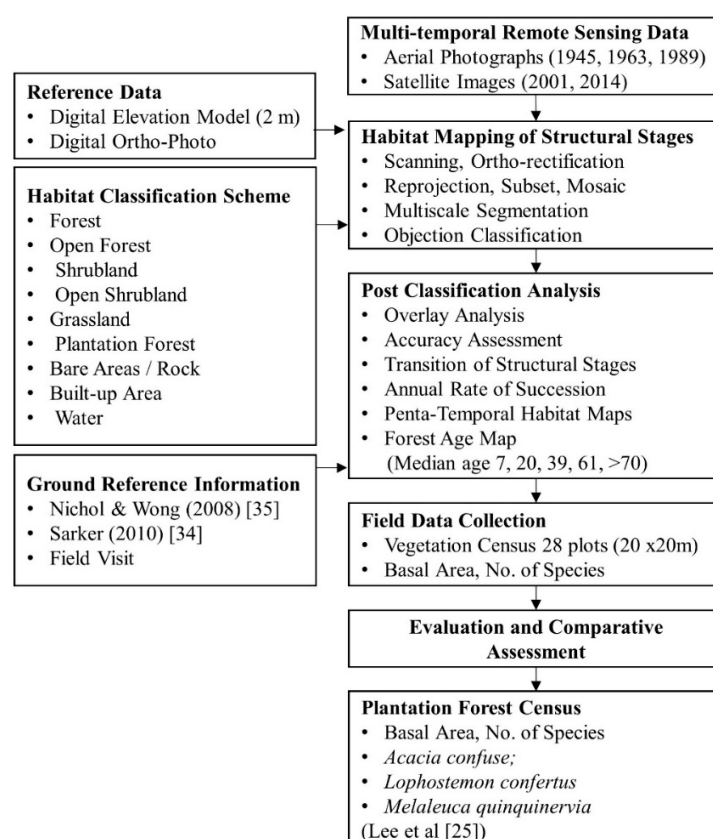 Multi-temporal Remote Sensing Data
• Aerial Photographs (1945, 1963, 1989)
• Satellite Images (2001, 2014)
Reference Data
• Digital Elevation Model (2 m)
• Digital Ortho-Photo
Habitat Mapping of Structural Stages
• Scanning, Ortho-rectification
• Reprojection, Subset, Mosaic
• Multiscale Segmentation
• Objection Classification
Habitat Classification Scheme
• Forest
• Open Forest
• Shrubland
• Open Shrubland
• Grassland
• Plantation Forest
• Bare Areas / Rock
• Built-up Area
• Water
Post Classification Analysis
• Overlay Analysis
• Accuracy Assessment
• Transition of Structural Stages
• Annual Rate of Succession
• Penta-Temporal Habitat Maps
• Forest Age Map
(Median age 7, 20, 39, 61, >70)
Ground Reference Information
• Nichol & Wong (2008) [35]
• Sarker (2010) [34]
• Field Visit
Field Data Collection
• Vegetation Census 28 plots (20 x20m)
• Basal Area, No. of Species
Evaluation and Comparative
Assessment
Plantation Forest Census
• Basal Area, No. of Species
• Acacia confuse;
• Lophostemon confertus
• Melaleuca quinquinervia
(Lee et al [25])